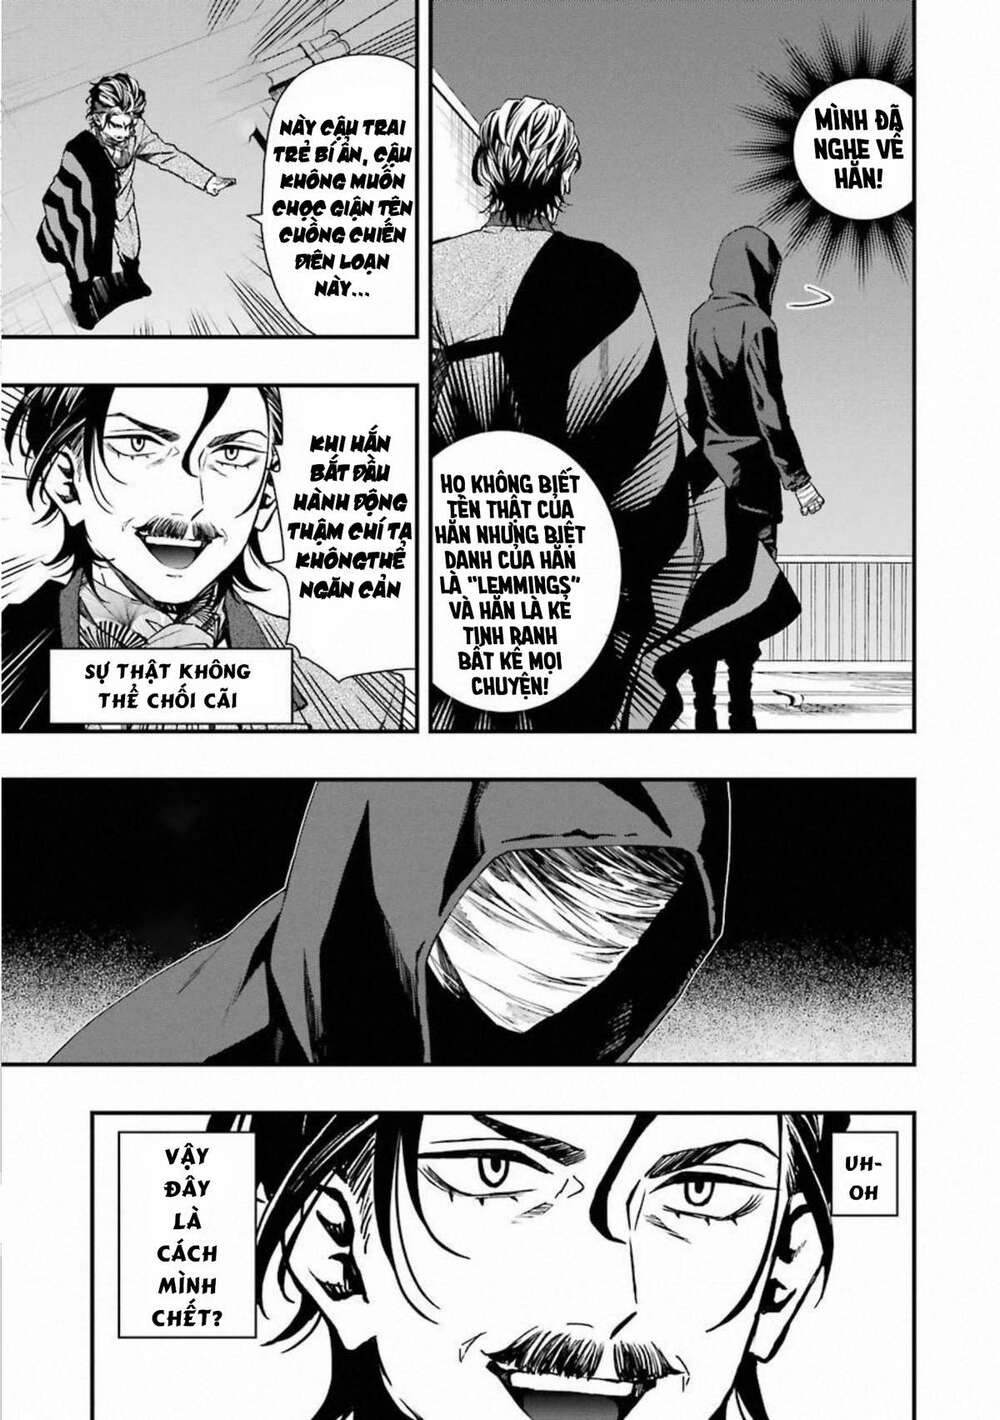 MÌNH ĐÃ
NGHE VỀ
HẮN!
HỌ KHÔNG BIẾT
TÊN THẬT CỦA
HẮN NHƯNG BIỆT
DANH CỦA HẮN
LÀ "LEMMINGS"
VÀ HẮN LÀ KẺ
TINH RANH
BẤT KỂ MỌI
CHUYỆN!
NÀY CẬU TRAI
TRẺ BÍ ẨN, CẬU
KHÔNG MUỐN
CHỌC GIẬN TÊN
CUỒNG CHIẾN
ĐIÊN LOẠN
NÀY...
KHI HẮN
BẮT ĐẦU
HÀNH ĐỘNG
THẬM CHÍ TA
KHÔNGTHỂ
NGĂN CẢN
SỰ THẬT KHÔNG
THỂ CHỐI CÃI
UH-
OH
VẬY
ĐÂY
LÀ
CÁCH
MÌNH
CHẾT?